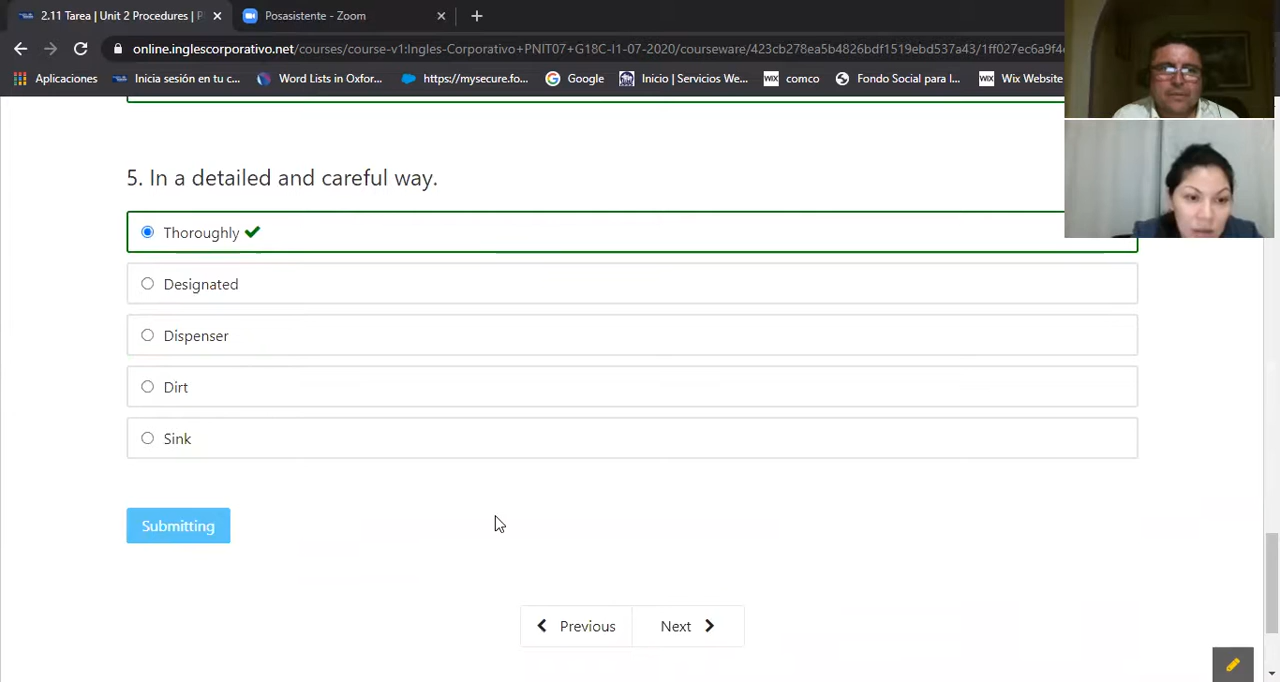 2.11 Tarea | Unit 2 Procedures | P
Posasistente - Zoom
online.inglescorporativo.net/courses/course-v1:Ingles-Corporativo+PNIT07+G18C-I1-07-2020/courseware/423cb278ea5b4826bdf1519ebd537a43/1ff027ec6a9f4
Aplicaciones
Inicia sesión en tu c...
Word Lists in Oxfor...
https://mysecure.fo...
Google
Inicio | Servicios We...
comco
Fondo Social para l...
Wix Website
5. In a detailed and careful way.
Thoroughly
Designated
Dispenser
Dirt
Sink
Submitting
Previous
Next